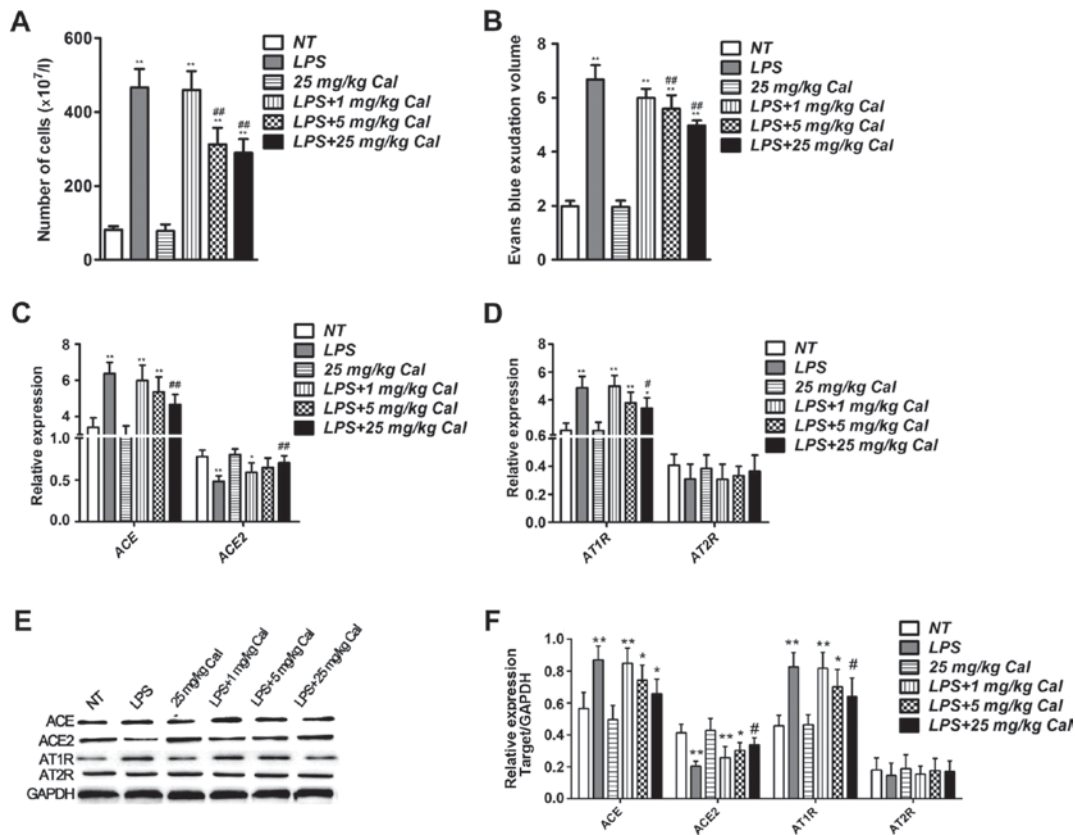 A
Number of cells (×10⁷/l)
600
400
200
0
**
**
##
**
##
**
NT
LPS
25 mg/kg Cal
LPS+1 mg/kg Cal
LPS+5 mg/kg Cal
LPS+25 mg/kg Cal
B
Evans blue exudation volume
8
6
4
2
0
**
**
##
**
##
**
NT
LPS
25 mg/kg Cal
LPS+1 mg/kg Cal
LPS+5 mg/kg Cal
LPS+25 mg/kg Cal
C
Relative expression
8
6
4
1.0
0.5
0.0
**
**
**
##
**
*
##
ACE
ACE2
NT
LPS
25 mg/kg Cal
LPS+1 mg/kg Cal
LPS+5 mg/kg Cal
LPS+25 mg/kg Cal
D
Relative expression
8
6
4
2
0.6
0.4
0.2
0.0
**
**
**
#
*
AT1R
AT2R
NT
LPS
25 mg/kg Cal
LPS+1 mg/kg Cal
LPS+5 mg/kg Cal
LPS+25 mg/kg Cal
E
NT
LPS
25 mg/kg Cal
LPS+1 mg/kg Cal
LPS+5 mg/kg Cal
LPS+25 mg/kg Cal
ACE
ACE2
AT1R
AT2R
GAPDH
F
Relative expression
Target/GAPDH
1.0
0.8
0.6
0.4
0.2
0.0
**
**
*
*
**
**
*
#
**
**
*
#
ACE
ACE2
AT1R
AT2R
NT
LPS
25 mg/kg Cal
LPS+1 mg/kg Cal
LPS+5 mg/kg Cal
LPS+25 mg/kg Cal